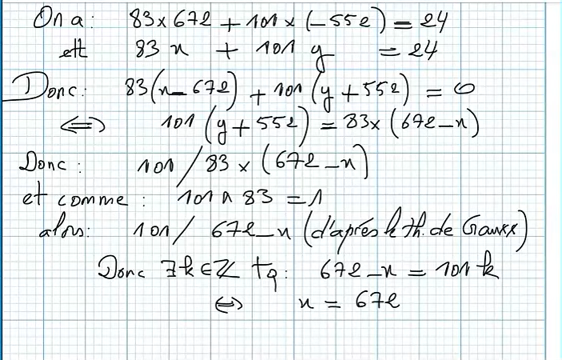 On a : 83 × 672 + 101 × (-552) = 24
et 83 x + 101 y = 24
Donc : 83(x - 672) + 101(y + 552) = 0
⟺ 101(y + 552) = 83 × (672 - x)
Donc : 101 / 83 × (672 - x)
et comme : 101 ∧ 83 = 1
alors : 101 / 672 - x (d'après le th. de Gauss)
Donc ∃ k ∈ ℤ tq : 672 - x = 101 k
⟺ x = 672